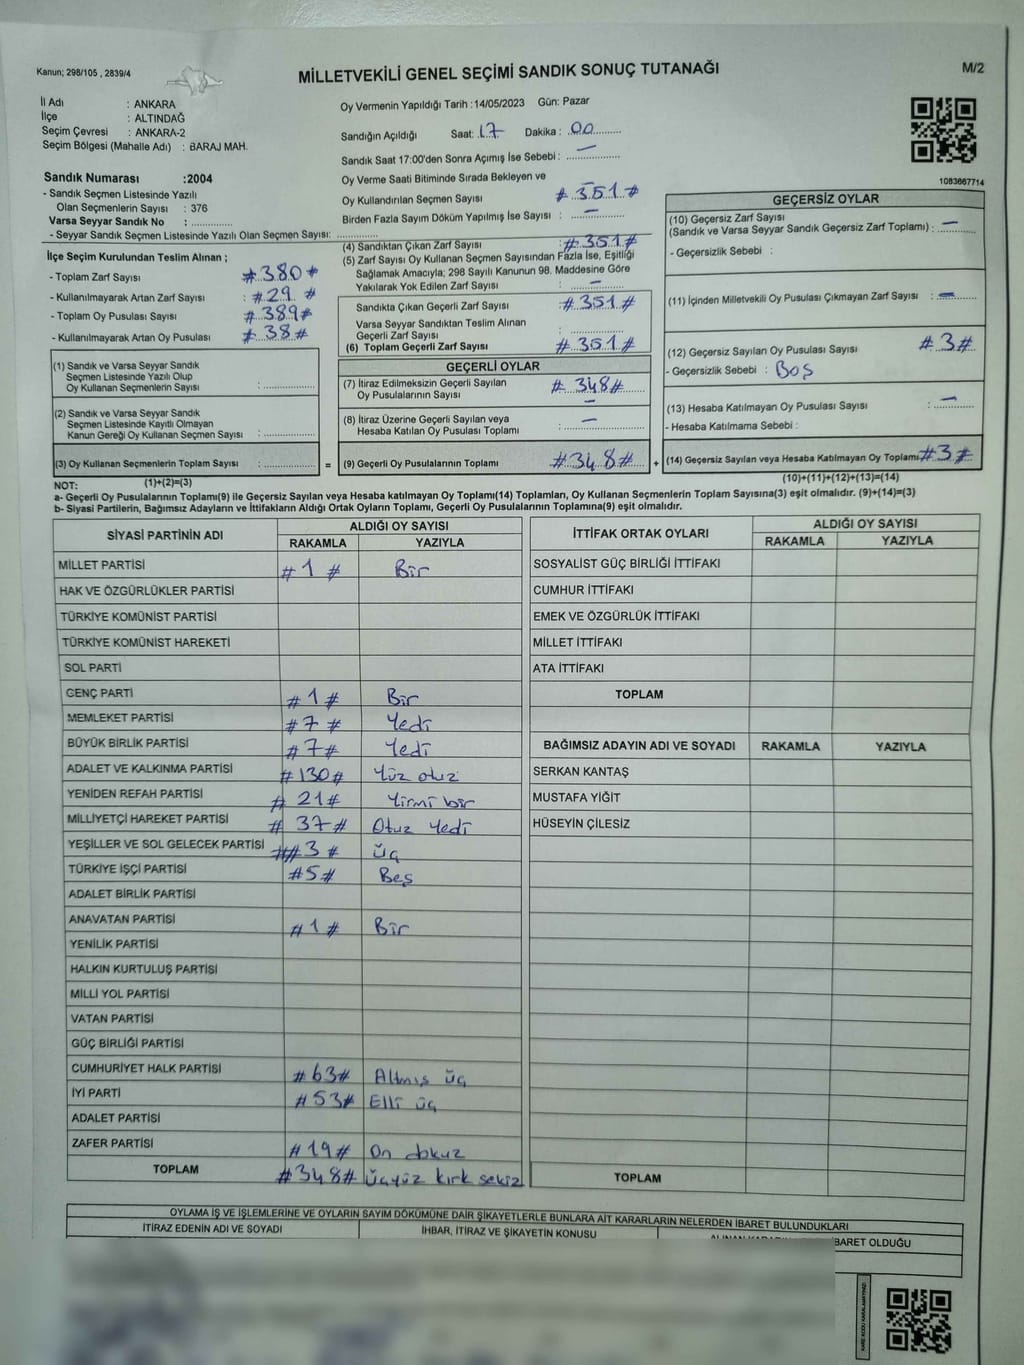 Kanun; 298/105 , 2839/4
MİLLETVEKİLİ GENEL SEÇİMİ SANDIK SONUÇ TUTANAĞI
M/2
İl Adı : ANKARA
İlçe : ALTINDAĞ
Seçim Çevresi : ANKARA-2
Seçim Bölgesi (Mahalle Adı) : BARAJ MAH.
Oy Vermenin Yapıldığı Tarih :14/05/2023 Gün: Pazar
Sandığın Açıldığı Saat: 17 Dakika : 00
Sandık Saat 17:00'den Sonra Açımış İse Sebebi : —
Oy Verme Saati Bitiminde Sırada Bekleyen ve
Oy Kullandırılan Seçmen Sayısı # 351 #
Birden Fazla Sayım Döküm Yapılmış İse Sayısı : —
1083667714
Sandık Numarası :2004
- Sandık Seçmen Listesinde Yazılı
Olan Seçmenlerin Sayısı : 376
Varsa Seyyar Sandık No :
- Seyyar Sandık Seçmen Listesinde Yazılı Olan Seçmen Sayısı:
İlçe Seçim Kurulundan Teslim Alınan ;
- Toplam Zarf Sayısı #380#
- Kullanılmayarak Artan Zarf Sayısı : #29 #
- Toplam Oy Pusulası Sayısı #389#
- Kullanılmayarak Artan Oy Pusulası #38#
(4) Sandıktan Çıkan Zarf Sayısı #351#
(5) Zarf Sayısı Oy Kullanan Seçmen Sayısından Fazla İse, Eşitliği
Sağlamak Amacıyla; 298 Sayılı Kanunun 98. Maddesine Göre
Yakılarak Yok Edilen Zarf Sayısı : —
Sandıkta Çıkan Geçerli Zarf Sayısı : #351#
Varsa Seyyar Sandıktan Teslim Alınan
Geçerli Zarf Sayısı :
(6) Toplam Geçerli Zarf Sayısı # 351 #
GEÇERSİZ OYLAR
(10) Geçersiz Zarf Sayısı
(Sandık ve Varsa Seyyar Sandık Geçersiz Zarf Toplamı) : —
- Geçersizlik Sebebi :
(11) İçinden Milletvekili Oy Pusulası Çıkmayan Zarf Sayısı : —
(12) Geçersiz Sayılan Oy Pusulası Sayısı #3#
- Geçersizlik Sebebi : Boş
(13) Hesaba Katılmayan Oy Pusulası Sayısı : —
- Hesaba Katılmama Sebebi :
(14) Geçersiz Sayılan veya Hesaba Katılmayan Oy Toplamı #3#
(10)+(11)+(12)+(13)=(14)
(1) Sandık ve Varsa Seyyar Sandık
Seçmen Listesinde Yazılı Olup
Oy Kullanan Seçmenlerin Sayısı :
(2) Sandık ve Varsa Seyyar Sandık
Seçmen Listesinde Kayıtlı Olmayan
Kanun Gereği Oy Kullanan Seçmen Sayısı :
(3) Oy Kullanan Seçmenlerin Toplam Sayısı : =
GEÇERLİ OYLAR
(7) İtiraz Edilmeksizin Geçerli Sayılan
Oy Pusulalarının Sayısı # 348#
—
(8) İtiraz Üzerine Geçerli Sayılan veya
Hesaba Katılan Oy Pusulası Toplamı : —
(9) Geçerli Oy Pusulalarının Toplamı #348# +
NOT: (1)+(2)=(3)
a- Geçerli Oy Pusulalarının Toplamı(9) ile Geçersiz Sayılan veya Hesaba katılmayan Oy Toplamı(14) Toplamları, Oy Kullanan Seçmenlerin Toplam Sayısına(3) eşit olmalıdır. (9)+(14)=(3)
b- Siyasi Partilerin, Bağımsız Adayların ve İttifakların Aldığı Ortak Oyların Toplamı, Geçerli Oy Pusulalarının Toplamına(9) eşit olmalıdır.
SİYASİ PARTİNİN ADI ALDIĞI OY SAYISI
RAKAMLA YAZIYLA
MİLLET PARTİSİ #1 # Bir
HAK VE ÖZGÜRLÜKLER PARTİSİ
TÜRKİYE KOMÜNİST PARTİSİ
TÜRKİYE KOMÜNİST HAREKETİ
SOL PARTİ
GENÇ PARTİ #1# Bir
MEMLEKET PARTİSİ #7 # Yedi
BÜYÜK BİRLİK PARTİSİ #7# Yedi
ADALET VE KALKINMA PARTİSİ #130# Yüz otuz
YENİDEN REFAH PARTİSİ # 21# Yirmi bir
MİLLİYETÇİ HAREKET PARTİSİ # 37# Otuz Yedi
YEŞİLLER VE SOL GELECEK PARTİSİ ##3 # Üç
TÜRKİYE İŞÇİ PARTİSİ #5# Beş
ADALET BİRLİK PARTİSİ
ANAVATAN PARTİSİ #1# Bir
YENİLİK PARTİSİ
HALKIN KURTULUŞ PARTİSİ
MİLLİ YOL PARTİSİ
VATAN PARTİSİ
GÜÇ BİRLİĞİ PARTİSİ
CUMHURİYET HALK PARTİSİ #63# Altmış üç
İYİ PARTİ #53# Elli üç
ADALET PARTİSİ
ZAFER PARTİSİ #19# On dokuz
TOPLAM #348# Üçyüz kırk sekiz
İTTİFAK ORTAK OYLARI ALDIĞI OY SAYISI
RAKAMLA YAZIYLA
SOSYALİST GÜÇ BİRLİĞİ İTTİFAKI
CUMHUR İTTİFAKI
EMEK VE ÖZGÜRLÜK İTTİFAKI
MİLLET İTTİFAKI
ATA İTTİFAKI
TOPLAM
BAĞIMSIZ ADAYIN ADI VE SOYADI RAKAMLA YAZIYLA
SERKAN KANTAŞ
MUSTAFA YİĞİT
HÜSEYİN ÇİLESİZ
TOPLAM
OYLAMA İŞ VE İŞLEMLERİNE VE OYLARIN SAYIM DÖKÜMÜNE DAİR ŞİKAYETLERLE BUNLARA AİT KARARLARIN NELERDEN İBARET BULUNDUKLARI
İTİRAZ EDENİN ADI VE SOYADI
İHBAR, İTİRAZ VE ŞİKAYETİN KONUSU
BARET OLDUĞU